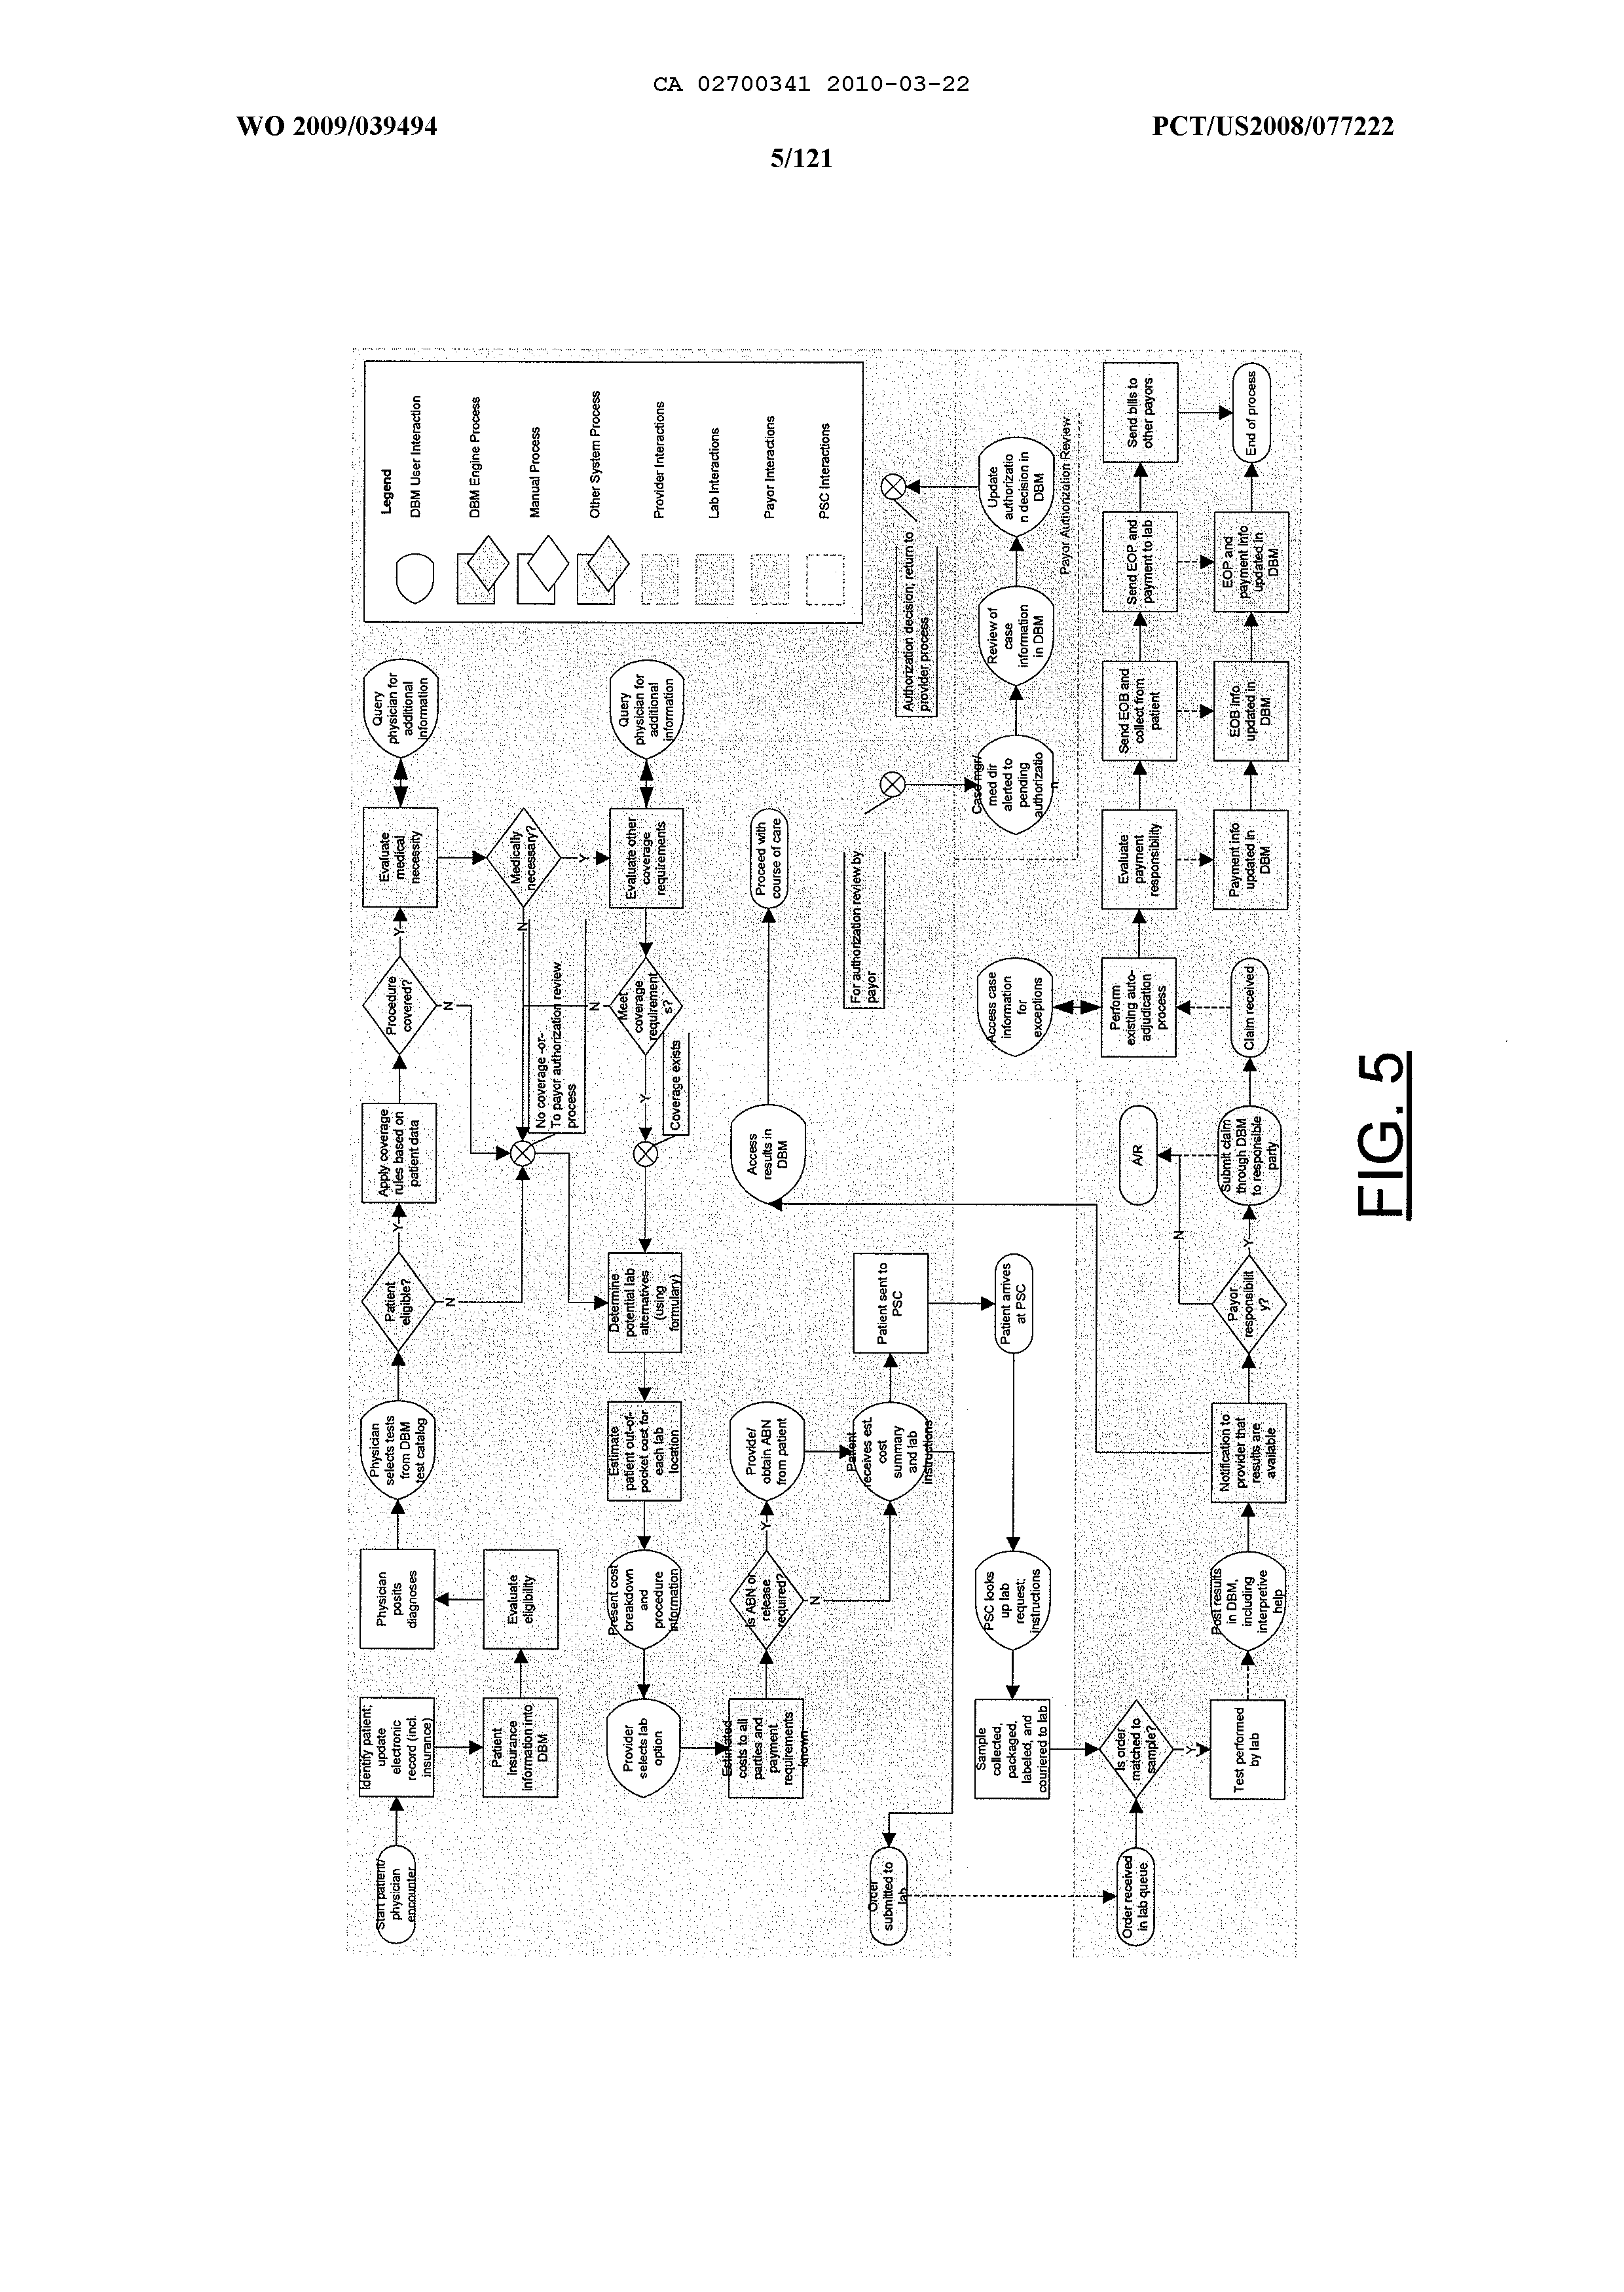 CA 02700341 2010-03-22
WO 2009/039494
PCT/US2008/077222
5/121
Start patient/
physician
encounter
Identify patient;
update
electronic
record (incl.
insurance)
Patient
Insurance
Information into
DBM
Evaluate
eligibility
Physician
posits
diagnoses
Physician
selects tests
from DBM
test catalog
Patient
eligible?
N
Y
Apply coverage
rules based on
patient data
Procedure
covered?
N
Y
Evaluate
medical
necessity
Query
physician for
additional
information
Medically
necessary?
N
Y
Evaluate other
coverage
requirements
Query
physician for
additional
information
Meet
coverage
requirement
s?
N
Y
No coverage -or-
To payor authorization review
process
Coverage exists
Determine
potential lab
alternatives
(using
formulary)
Estimate
patient out-of-
pocket cost for
each lab
location
Present cost
breakdown
and
procedure
information
Provider
selects lab
option
Estimated
costs to all
parties and
payment
requirements
known
Is ABN or
release
required?
Y
N
Provide/
obtain ABN
from patient
Patient
receives est.
cost
summary
and lab
instructions
Patient sent to
PSC
Order
submitted to
lab
Access
results in
DBM
Proceed with
course of care
For authorization review by
payor
Authorization decision; return to
provider process
Legend
DBM User Interaction
DBM Engine Process
Manual Process
Other System Process
Provider Interactions
Lab Interactions
Payor Interactions
PSC Interactions
Patient arrives
at PSC
PSC looks
up lab
request;
instructions
Sample
collected,
packaged,
labeled, and
couriered to lab
Case mgr/
med dir
alerted to
pending
authorizatio
n
Review of
case
information
in DBM
Update
authorizatio
n decision in
DBM
Payor Authorization Review
Order received
in lab queue
Is order
matched to
sample?
Y
Test performed
by lab
Post results
in DBM,
including
interpretive
help
Notification to
provider that
results are
available
Payor
responsibilit
y?
N
Y
A/R
Submit claim
through DBM
to responsible
party
Claim received
Perform
existing auto-
adjudication
process
Access case
information
for
exceptions
Evaluate
payment
responsibility
Send EOB and
collect from
patient
Send EOP and
payment to lab
Send bills to
other payors
Payment info
updated in
DBM
EOB info
updated in
DBM
EOP and
payment info
updated in
DBM
End of process
FIG. 5